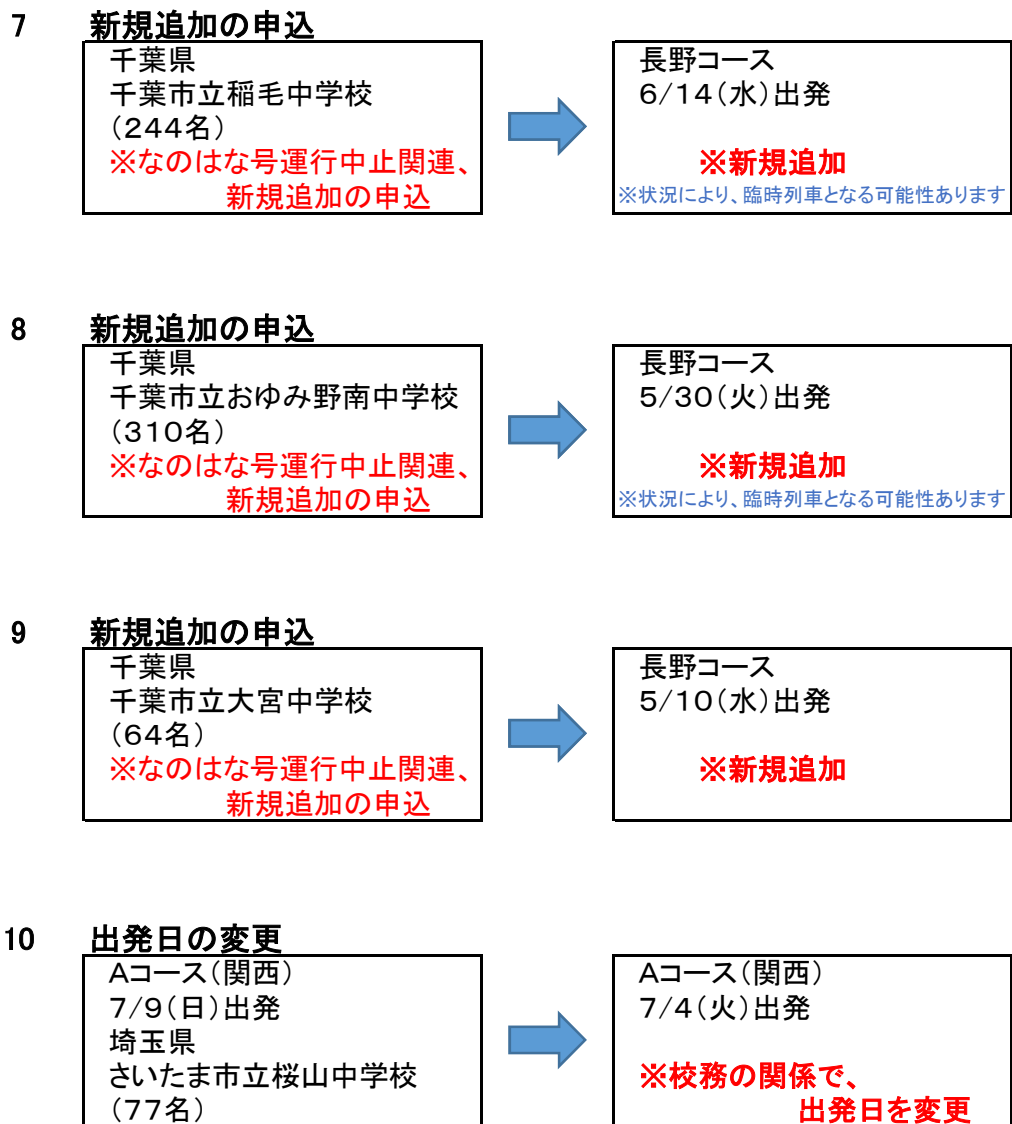 7 新規追加の申込
千葉県
千葉市立稲毛中学校
(244名)
※なのはな号運行中止関連、
新規追加の申込
長野コース
6/14(水)出発
※新規追加
※状況により、臨時列車となる可能性あります
8 新規追加の申込
千葉県
千葉市立おゆみ野南中学校
(310名)
※なのはな号運行中止関連、
新規追加の申込
長野コース
5/30(火)出発
※新規追加
※状況により、臨時列車となる可能性あります
9 新規追加の申込
千葉県
千葉市立大宮中学校
(64名)
※なのはな号運行中止関連、
新規追加の申込
長野コース
5/10(水)出発
※新規追加
10 出発日の変更
Aコース(関西)
7/9(日)出発
埼玉県
さいたま市立桜山中学校
(77名)
Aコース(関西)
7/4(火)出発
※校務の関係で、
出発日を変更